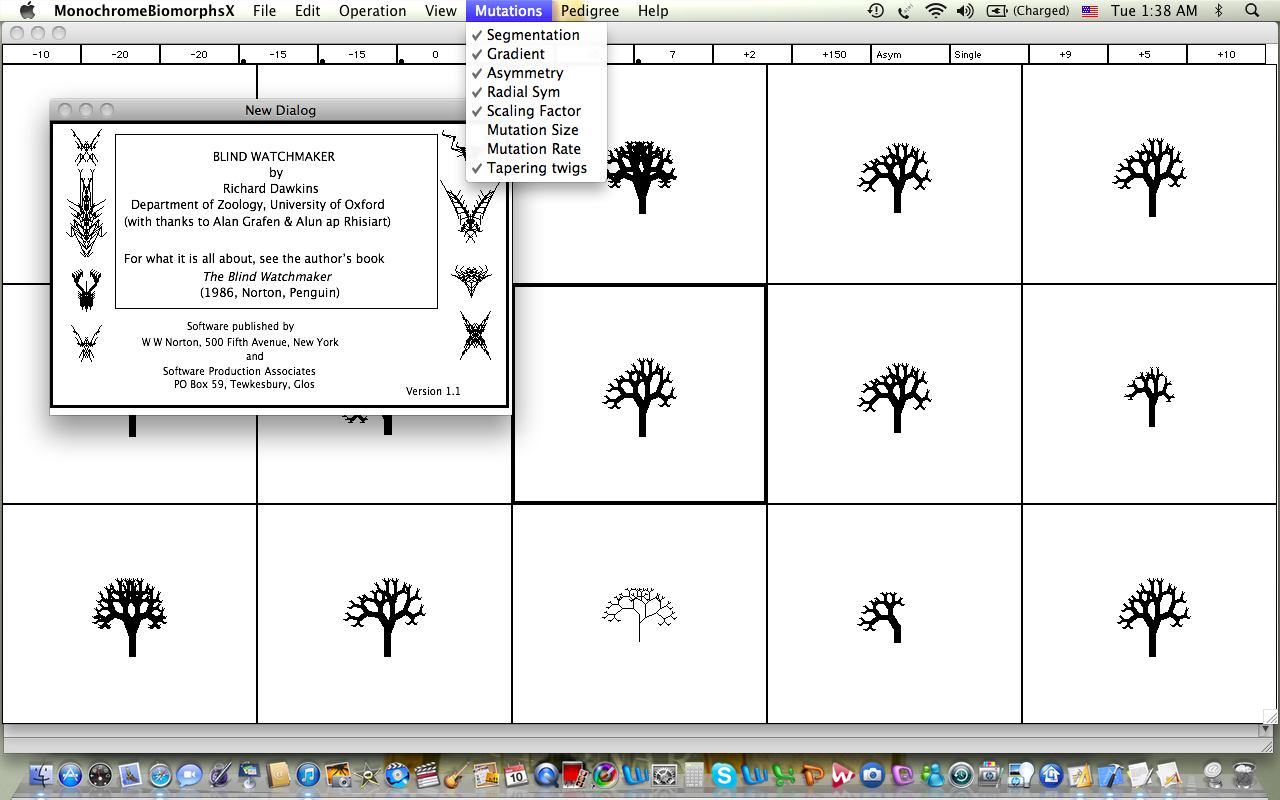 MonochromeBiomorphsX File Edit Operation View Mutations Pedigree Help (Charged) Tue 1:38 AM
-10 -20 -20 -10 0 7 +2 +150 Asym Single +9 +5 +10
Segmentation
Gradient
Asymmetry
Radial Sym
Scaling Factor
Mutation Size
Mutation Rate
Tapering twigs
New Dialog
BLIND WATCHMAKER
by
Richard Dawkins
Department of Zoology, University of Oxford
(with thanks to Alan Grafen & Alun ap Rhisiart)
For what it is all about, see the author's book
The Blind Watchmaker
(1986, Norton, Penguin)
Software published by
W W Norton, 500 Fifth Avenue, New York
and
Software Production Associates
PO Box 59, Tewkesbury, Glos
Version 1.1
10